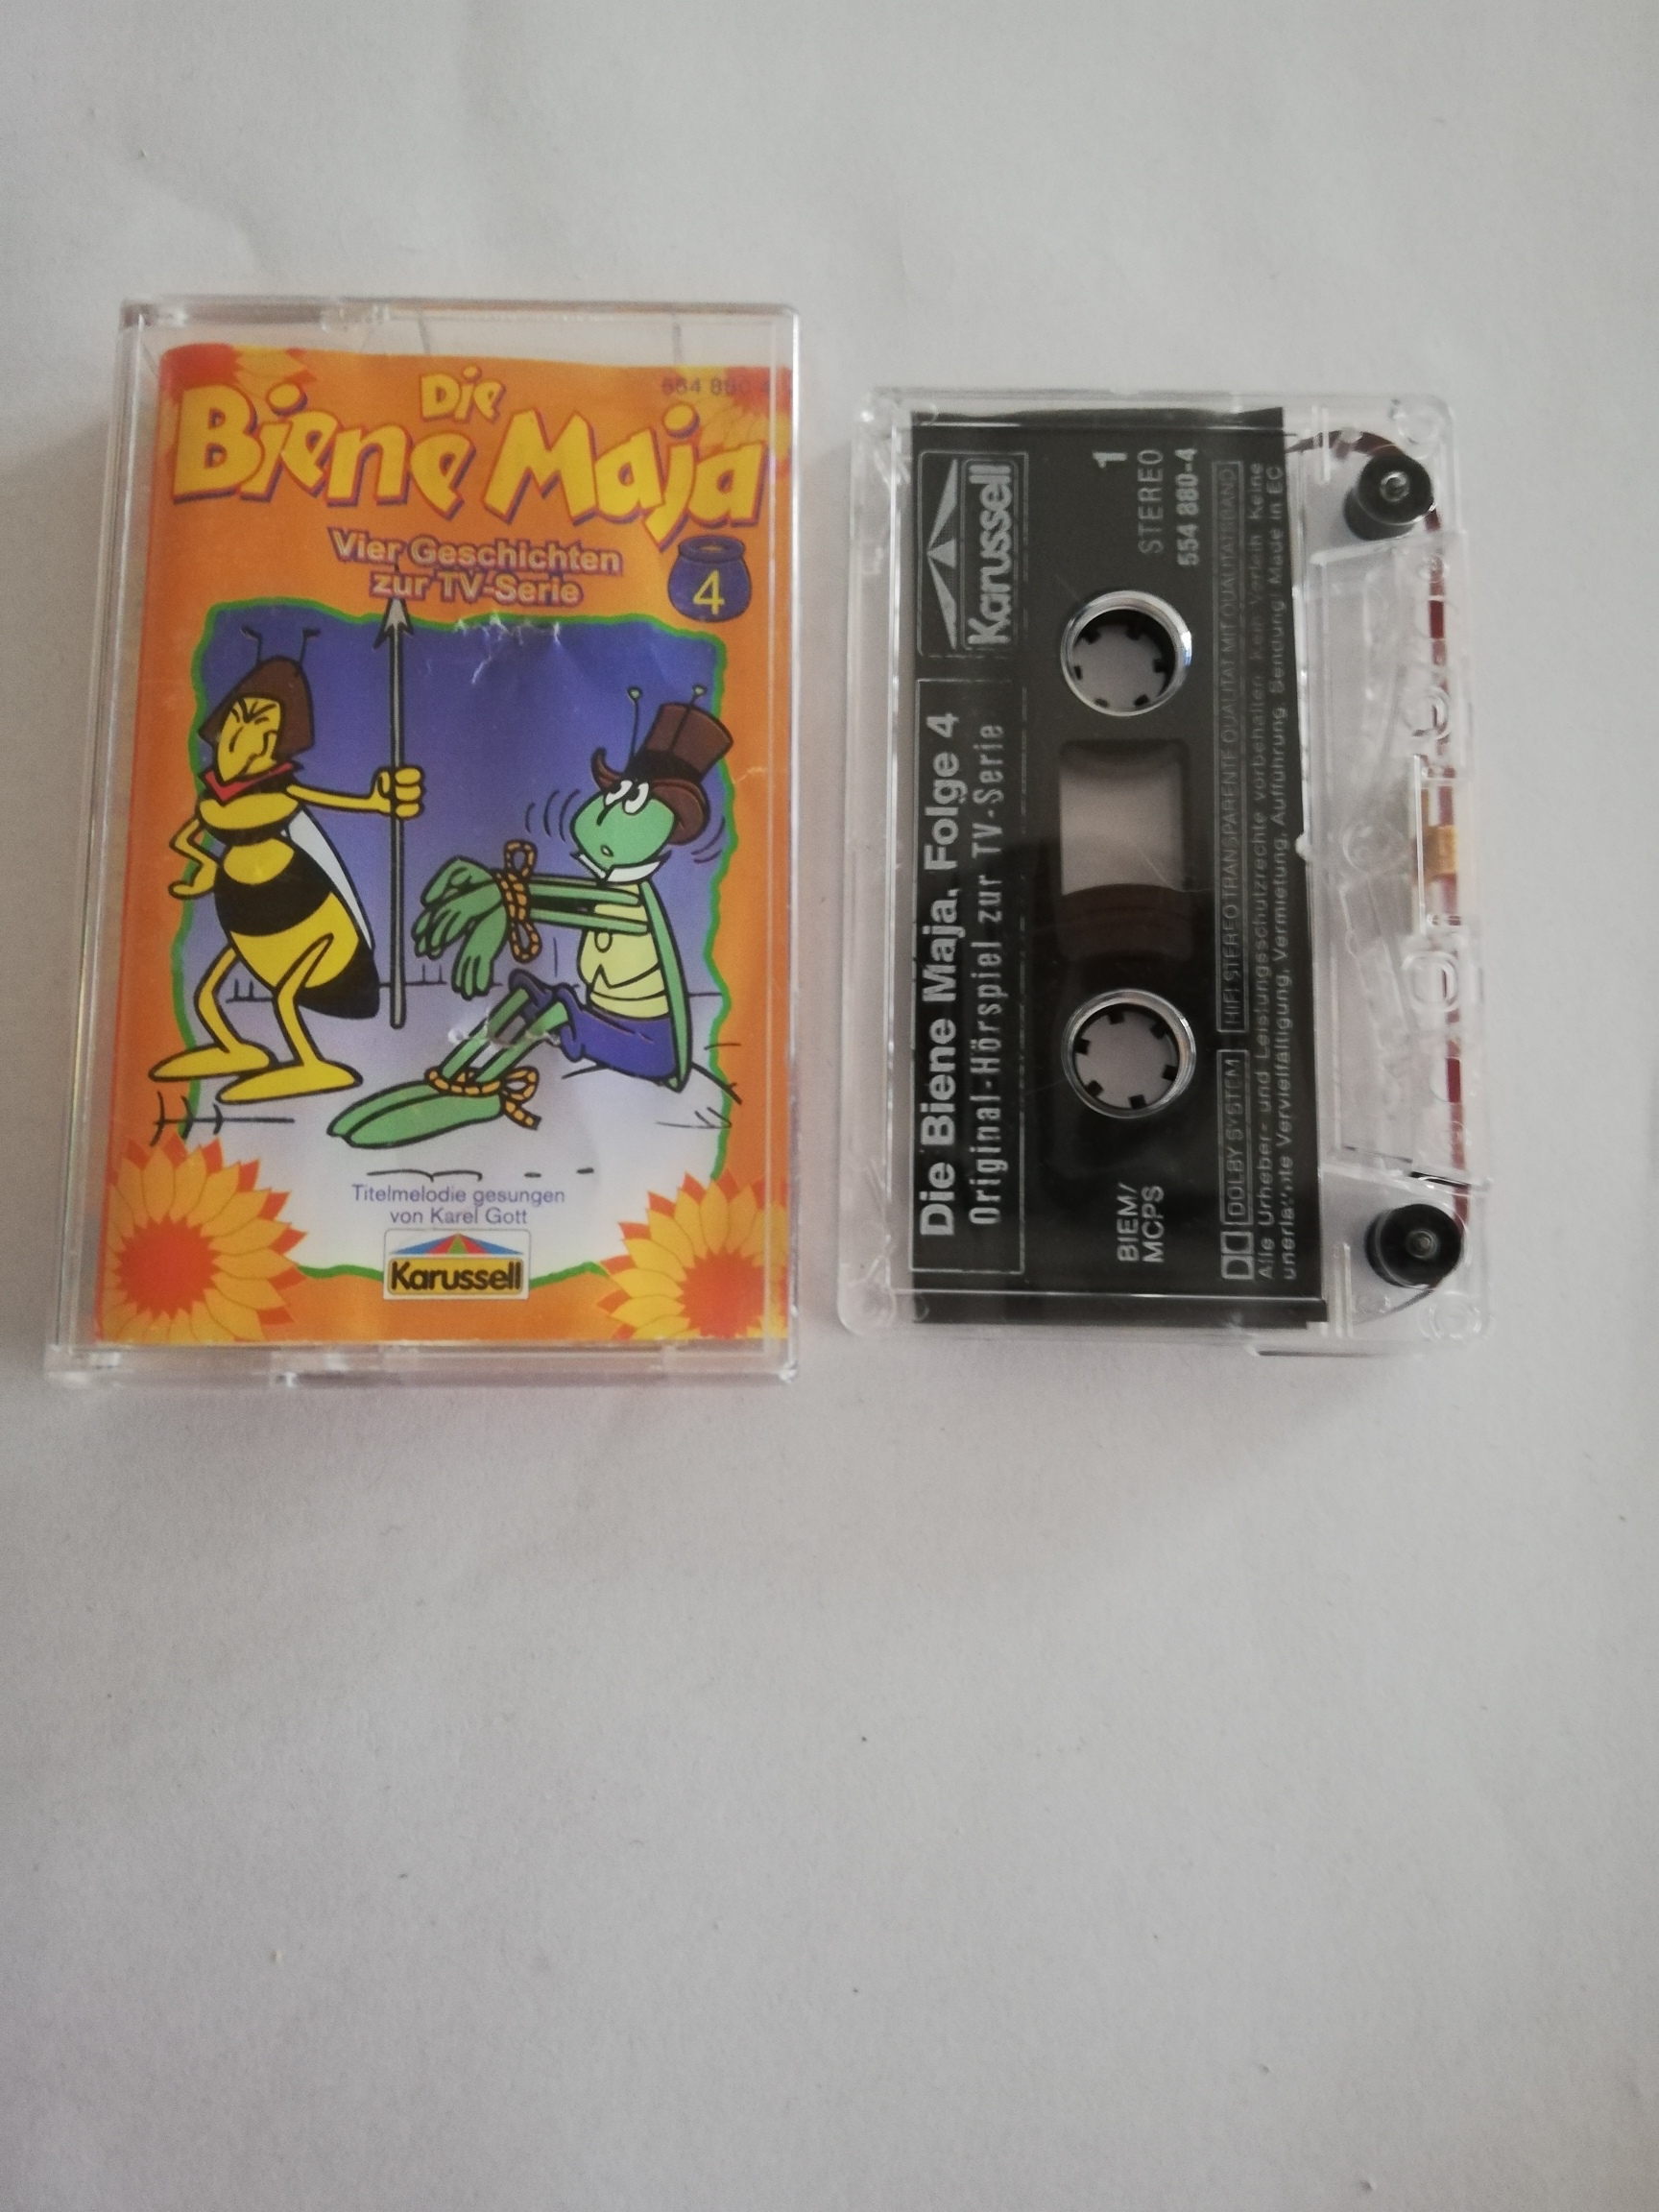 Die
554 880-4
Biene Maja
Vier Geschichten
zur TV-Serie
4
Titelmelodie gesungen
von Karel Gott
Karussell
Karussell
1
STEREO
554 880-4
Die Biene Maja. Folge 4
Original-Hörspiel zur TV-Serie
BIEM/
MCPS
DOLBY SYSTEM HIFI STEREO TRANSPARENTE QUALITÄT MIT QUALITÄTSBAND
Alle Urheber- und Leistungsschutzrechte vorbehalten. Kein Verleih. Keine
unerlaubte Vervielfältigung, Vermietung, Aufführung, Sendung! Made in EC